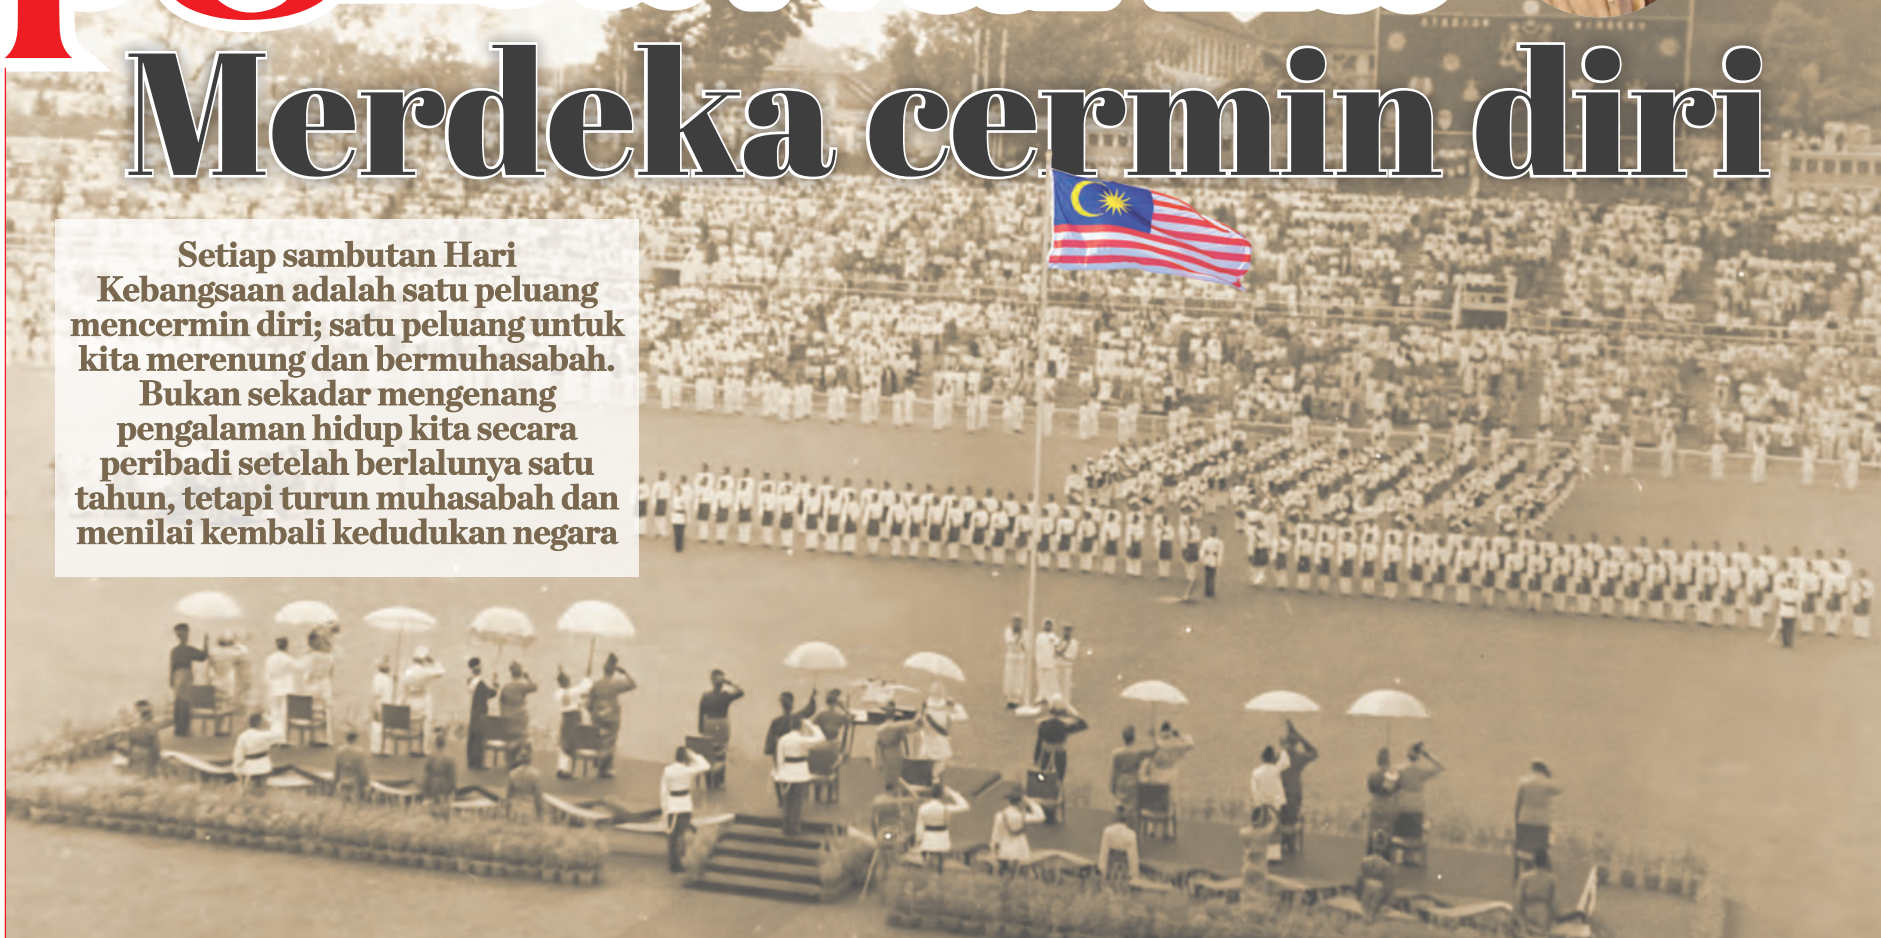 Merdeka cermin diri
Setiap sambutan Hari
Kebangsaan adalah satu peluang
mencermin diri; satu peluang untuk
kita merenung dan bermuhasabah.
Bukan sekadar mengenang
pengalaman hidup kita secara
peribadi setelah berlalunya satu
tahun, tetapi turun muhasabah dan
menilai kembali kedudukan negara